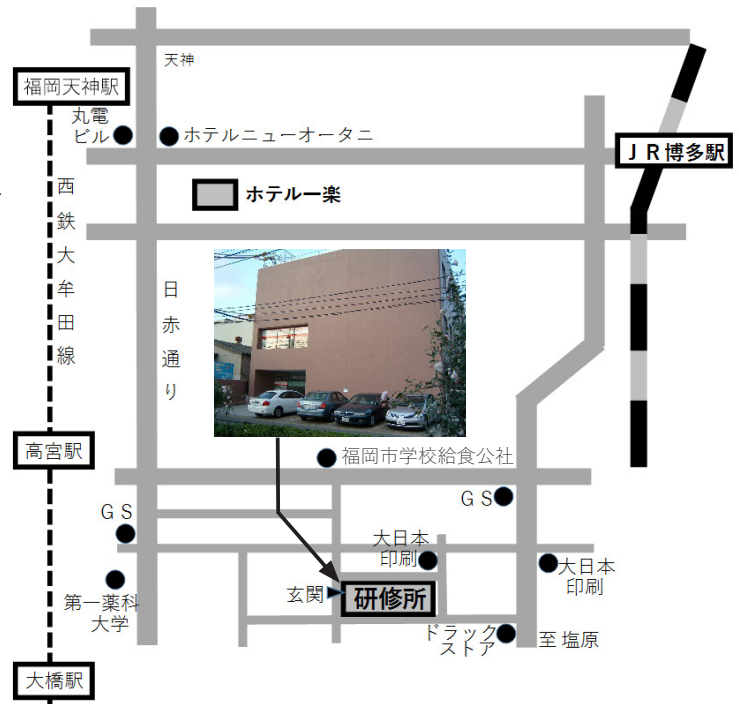 天神
福岡天神駅
丸電
ビル
ホテルニューオータニ
ＪＲ博多駅
ホテル一楽
西鉄大牟田線
日赤通り
高宮駅
福岡市学校給食公社
ＧＳ
ＧＳ
大日本
印刷
大日本
印刷
第一薬科
大学
玄関
研修所
ドラック
ストア
至 塩原
大橋駅